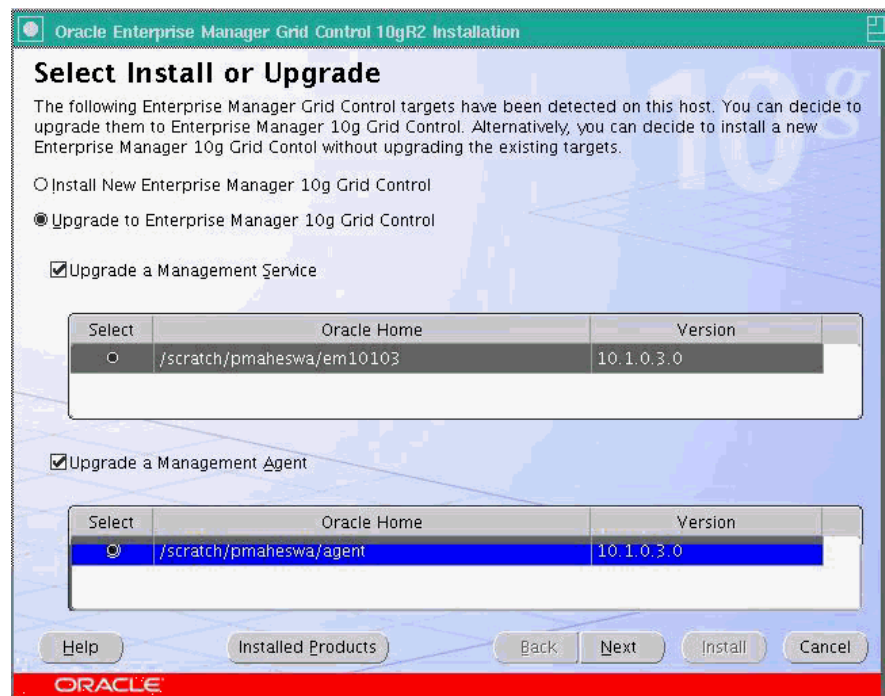 Oracle Enterprise Manager Grid Control 10gR2 Installation
Select Install or Upgrade
The following Enterprise Manager Grid Control targets have been detected on this host. You can decide to
upgrade them to Enterprise Manager 10g Grid Control. Alternatively, you can decide to install a new
Enterprise Manager 10g Grid Contol without upgrading the existing targets.
10g
Install New Enterprise Manager 10g Grid Control
Upgrade to Enterprise Manager 10g Grid Control
Upgrade a Management Service
Select Oracle Home Version
/scratch/pmaheswa/em10103 10.1.0.3.0
Upgrade a Management Agent
Select Oracle Home Version
/scratch/pmaheswa/agent 10.1.0.3.0
Help Installed Products Back Next Install Cancel
ORACLE